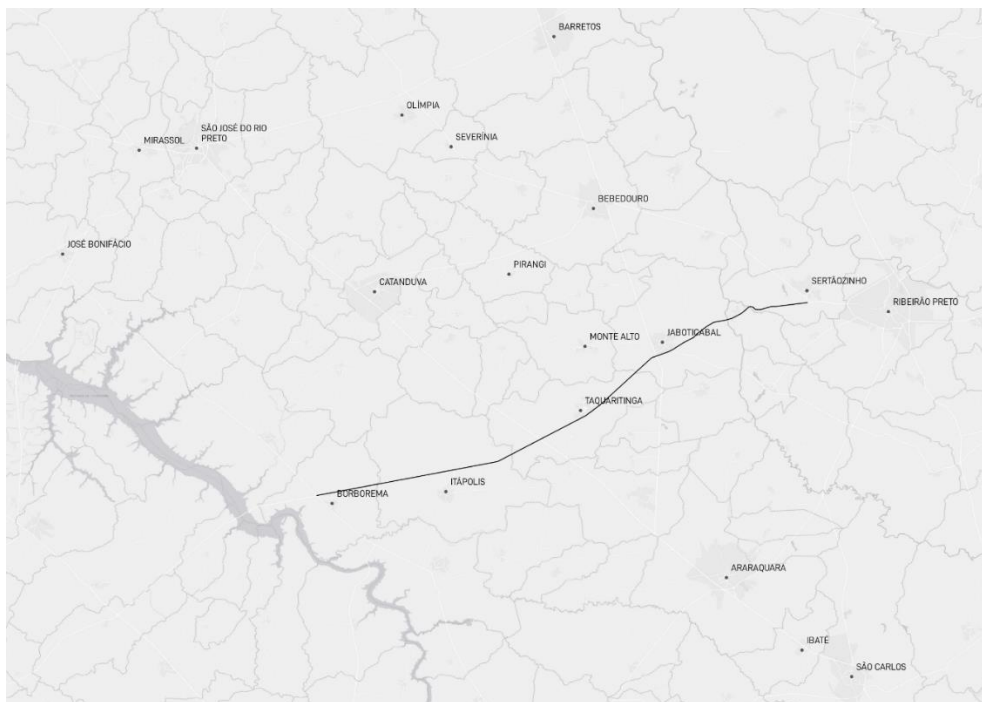 BARRETOS
OLÍMPIA
SÃO JOSÉ DO RIO
PRETO
MIRASSOL
SEVERÍNIA
BEBEDOURO
JOSÉ BONIFÁCIO
PIRANGI
CATANDUVA
SERTÃOZINHO
RIBEIRÃO PRETO
MONTE ALTO
JABOTICABAL
TAQUARITINGA
ITÁPOLIS
BORBOREMA
ARARAQUARA
IBATÉ
SÃO CARLOS